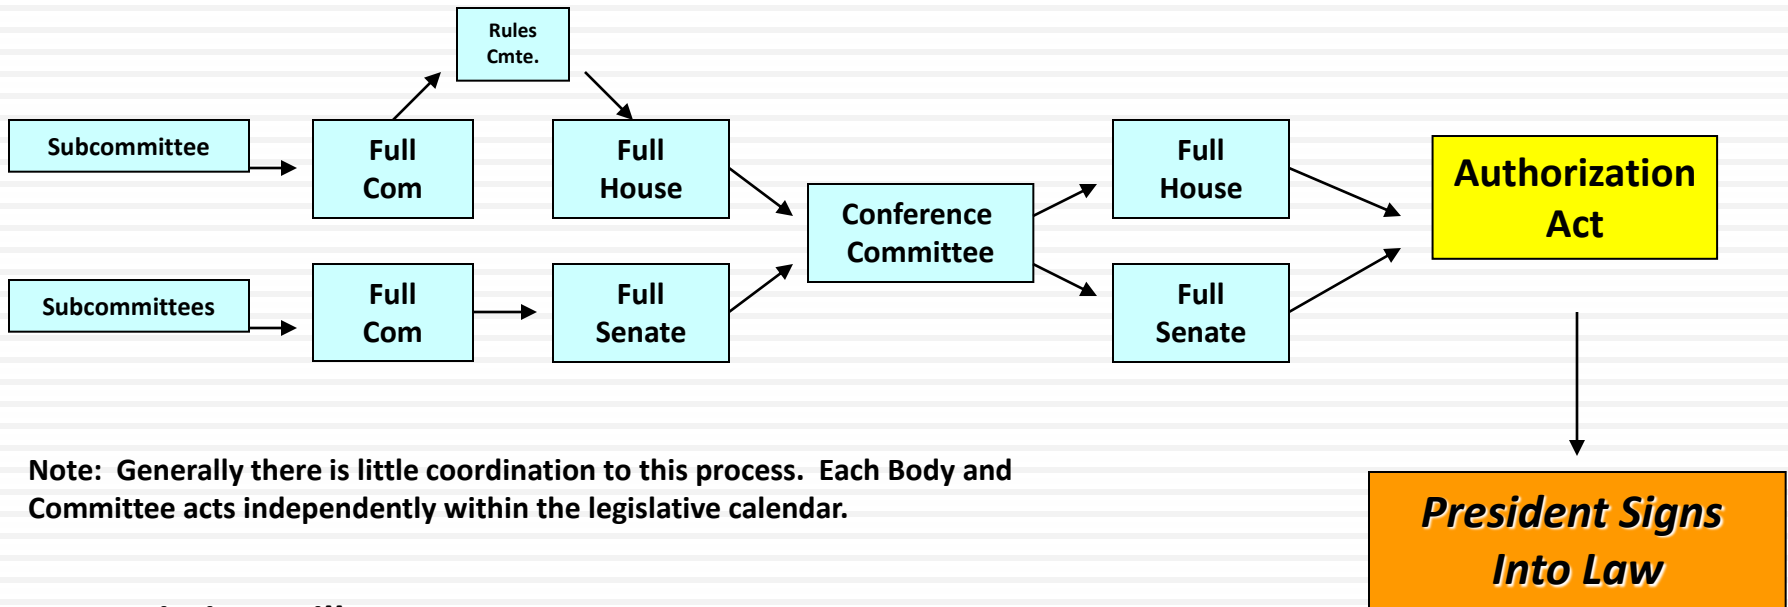 Rules
Cmte.
Subcommittee
Full
Com
Full
House
Full
House
Authorization
Act
Conference
Committee
Subcommittees
Full
Com
Full
Senate
Full
Senate
Note: Generally there is little coordination to this process. Each Body and
Committee acts independently within the legislative calendar.
President Signs
Into Law